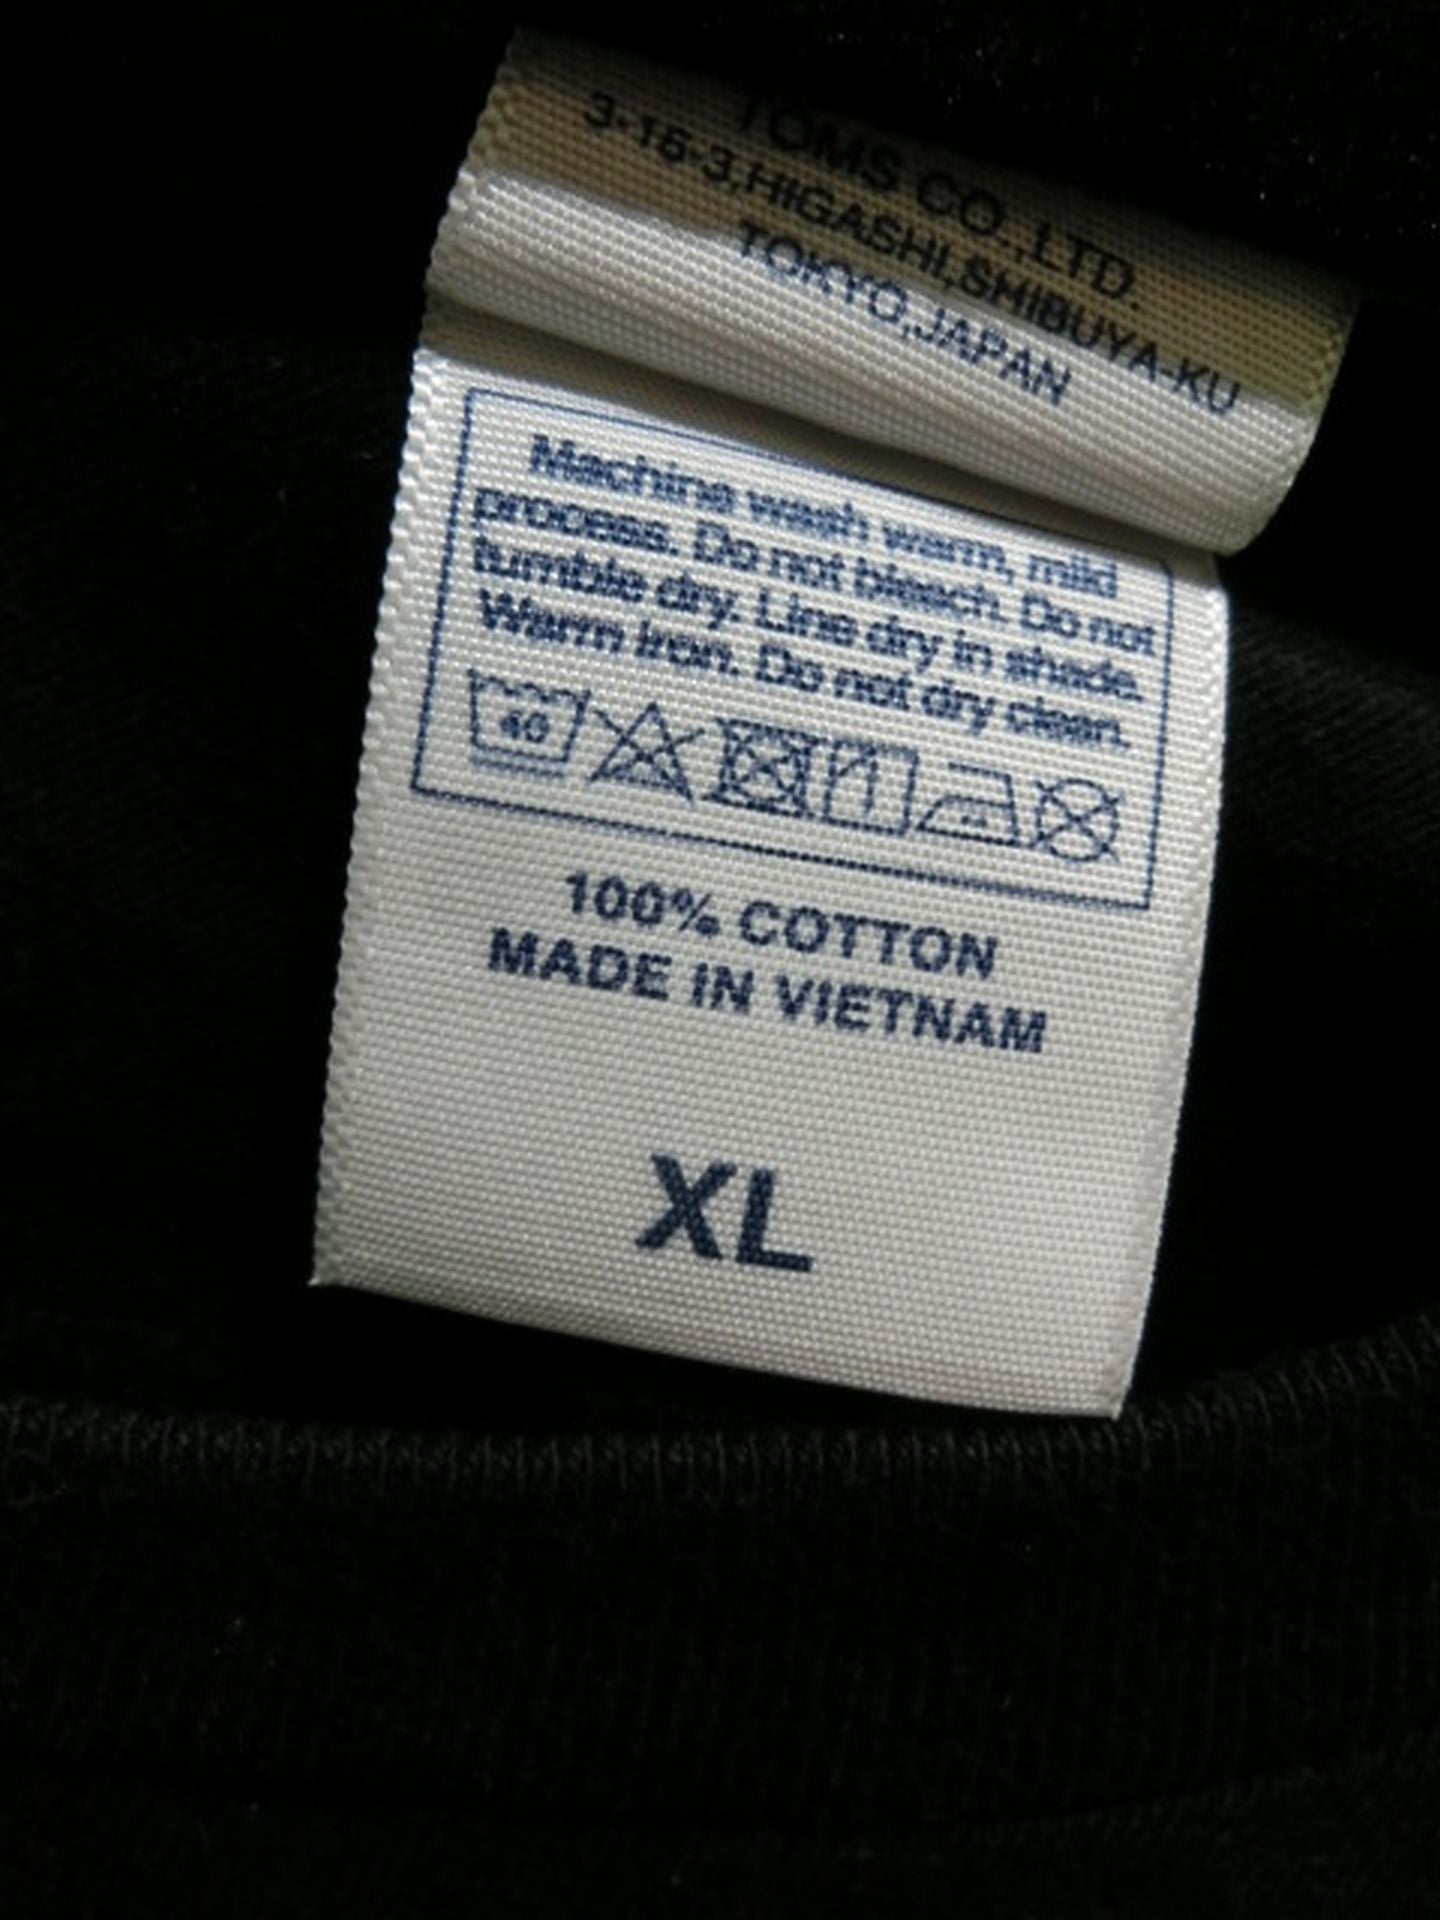 TOMS CO.,LTD.
3-16-3,HIGASHI,SHIBUYA-KU
TOKYO,JAPAN
Machine wash warm, mild
process. Do not bleach. Do not
tumble dry. Line dry in shade.
Warm iron. Do not dry clean.
40
100% COTTON
MADE IN VIETNAM
XL